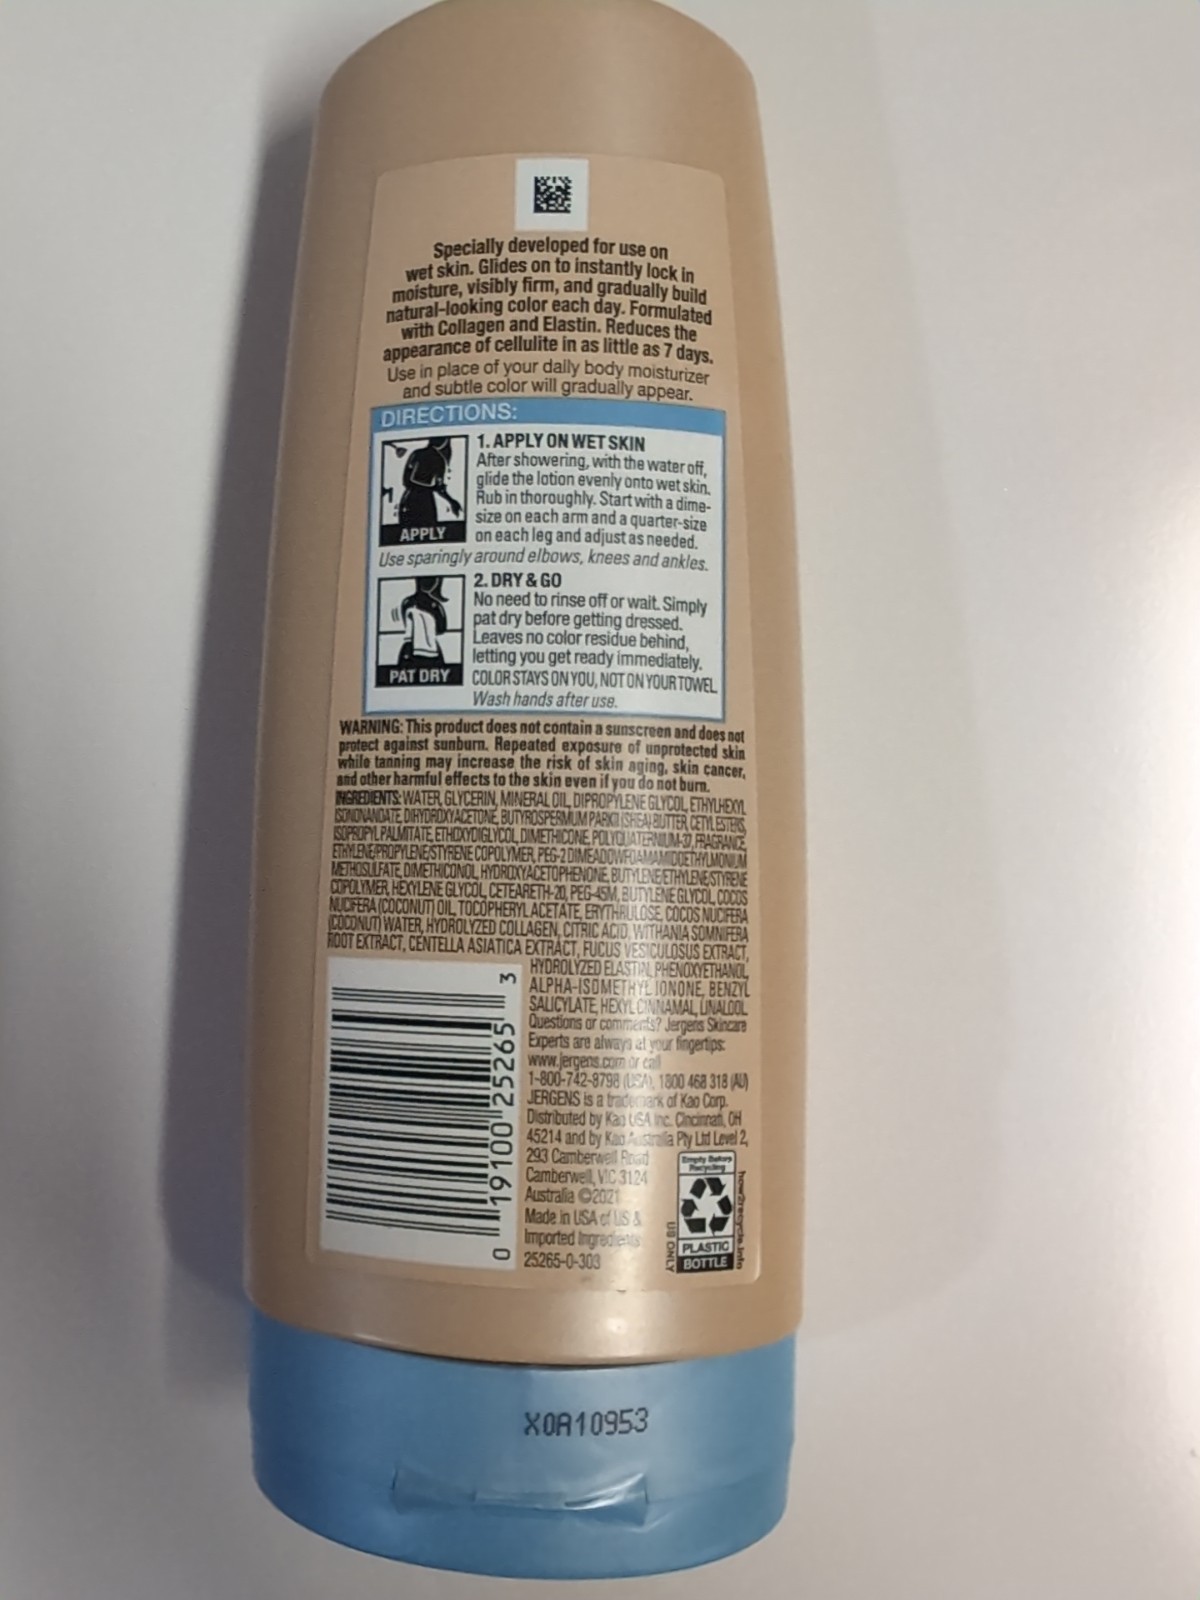 Specially developed for use on
wet skin. Glides on to instantly lock in
moisture, visibly firm, and gradually build
natural-looking color each day. Formulated
with Collagen and Elastin. Reduces the
appearance of cellulite in as little as 7 days.
Use in place of your daily body moisturizer
and subtle color will gradually appear.
DIRECTIONS:
1. APPLY ON WET SKIN
After showering, with the water off,
glide the lotion evenly onto wet skin.
Rub in thoroughly. Start with a dime-
size on each arm and a quarter-size
on each leg and adjust as needed.
APPLY
Use sparingly around elbows, knees and ankles.
2. DRY & GO
No need to rinse off or wait. Simply
pat dry before getting dressed.
Leaves no color residue behind,
letting you get ready immediately.
PAT DRY
COLOR STAYS ON YOU, NOT ON YOUR TOWEL.
Wash hands after use.
WARNING: This product does not contain a sunscreen and does not
protect against sunburn. Repeated exposure of unprotected skin
while tanning may increase the risk of skin aging, skin cancer,
and other harmful effects to the skin even if you do not burn.
INGREDIENTS: WATER, GLYCERIN, MINERAL OIL, DIPROPYLENE GLYCOL, ETHYLHEXYL
ISONONANOATE, DIHYDROXYACETONE, BUTYROSPERMUM PARKII (SHEA) BUTTER, CETYL ESTERS,
ISOPROPYL PALMITATE, ETHOXYDIGLYCOL, DIMETHICONE, POLYQUATERNIUM-37, FRAGRANCE,
ETHYLENE/PROPYLENE/STYRENE COPOLYMER, PEG-2 DIMEADOWFOAMAMIDOETHYLMONIUM
METHOSULFATE, DIMETHICONOL, HYDROXYACETOPHENONE, BUTYLENE/ETHYLENE/STYRENE
COPOLYMER, HEXYLENE GLYCOL, CETEARETH-20, PEG-45M, BUTYLENE GLYCOL, COCOS
NUCIFERA (COCONUT) OIL, TOCOPHERYL ACETATE, ERYTHRULOSE, COCOS NUCIFERA
(COCONUT) WATER, HYDROLYZED COLLAGEN, CITRIC ACID, WITHANIA SOMNIFERA
ROOT EXTRACT, CENTELLA ASIATICA EXTRACT, FUCUS VESICULOSUS EXTRACT,
HYDROLYZED ELASTIN, PHENOXYETHANOL,
ALPHA-ISOMETHYL IONONE, BENZYL
SALICYLATE, HEXYL CINNAMAL, LINALOOL.
Questions or comments? Jergens Skincare
Experts are always at your fingertips:
www.jergens.com or call
1-800-742-8798 (USA), 1800 468 318 (AU)
JERGENS is a trademark of Kao Corp.
Distributed by Kao USA Inc. Cincinnati, OH
45214 and by Kao Australia Pty Ltd Level 2,
293 Camberwell Road
Camberwell, VIC 3124
Australia ©2021
Made in USA of US &
Imported Ingredients
25265-0-303
0 19100 25265 3
Empty Before
Recycling
PLASTIC
BOTTLE
how2recycle.info
US ONLY
X0A10953